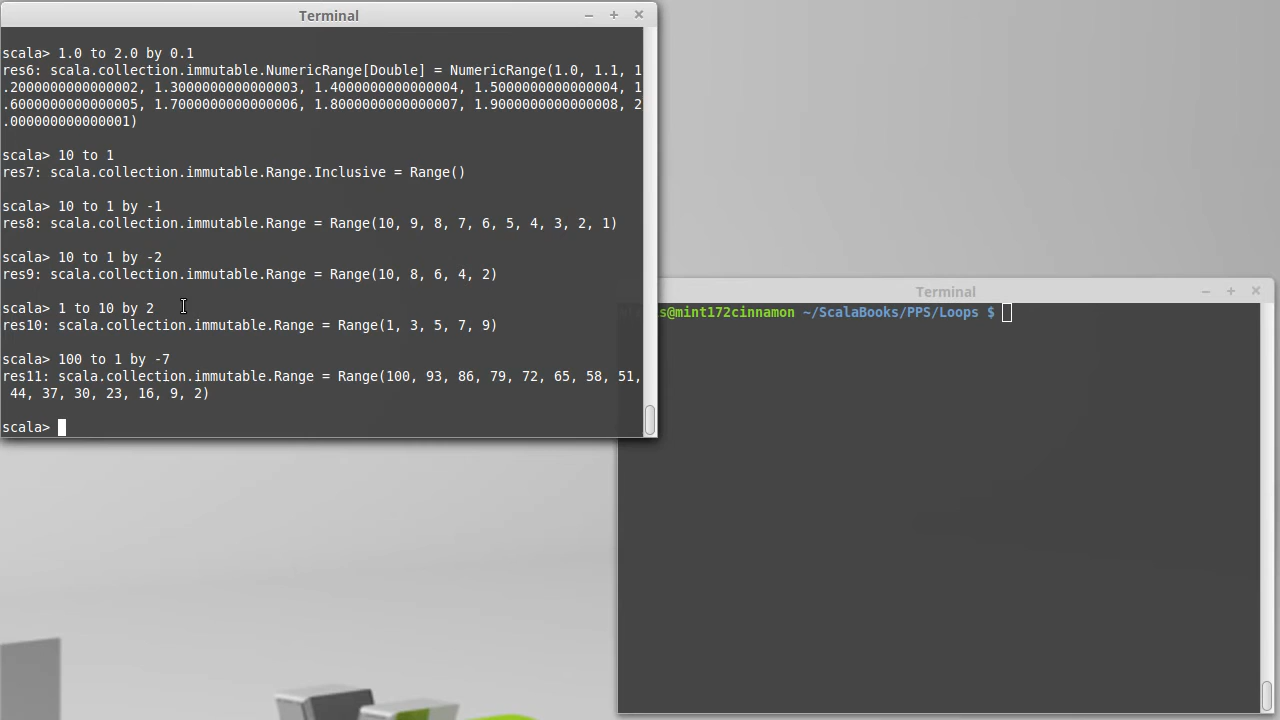 Terminal
scala> 1.0 to 2.0 by 0.1
res6: scala.collection.immutable.NumericRange[Double] = NumericRange(1.0, 1.1, 1
.2000000000000002, 1.3000000000000003, 1.4000000000000004, 1.5000000000000004, 1
.6000000000000005, 1.7000000000000006, 1.8000000000000007, 1.9000000000000008, 2
.000000000000001)
scala> 10 to 1
res7: scala.collection.immutable.Range.Inclusive = Range()
scala> 10 to 1 by -1
res8: scala.collection.immutable.Range = Range(10, 9, 8, 7, 6, 5, 4, 3, 2, 1)
scala> 10 to 1 by -2
res9: scala.collection.immutable.Range = Range(10, 8, 6, 4, 2)
scala> 1 to 10 by 2
res10: scala.collection.immutable.Range = Range(1, 3, 5, 7, 9)
scala> 100 to 1 by -7
res11: scala.collection.immutable.Range = Range(100, 93, 86, 79, 72, 65, 58, 51,
44, 37, 30, 23, 16, 9, 2)
scala>
Terminal
s@mint172cinnamon ~/ScalaBooks/PPS/Loops $